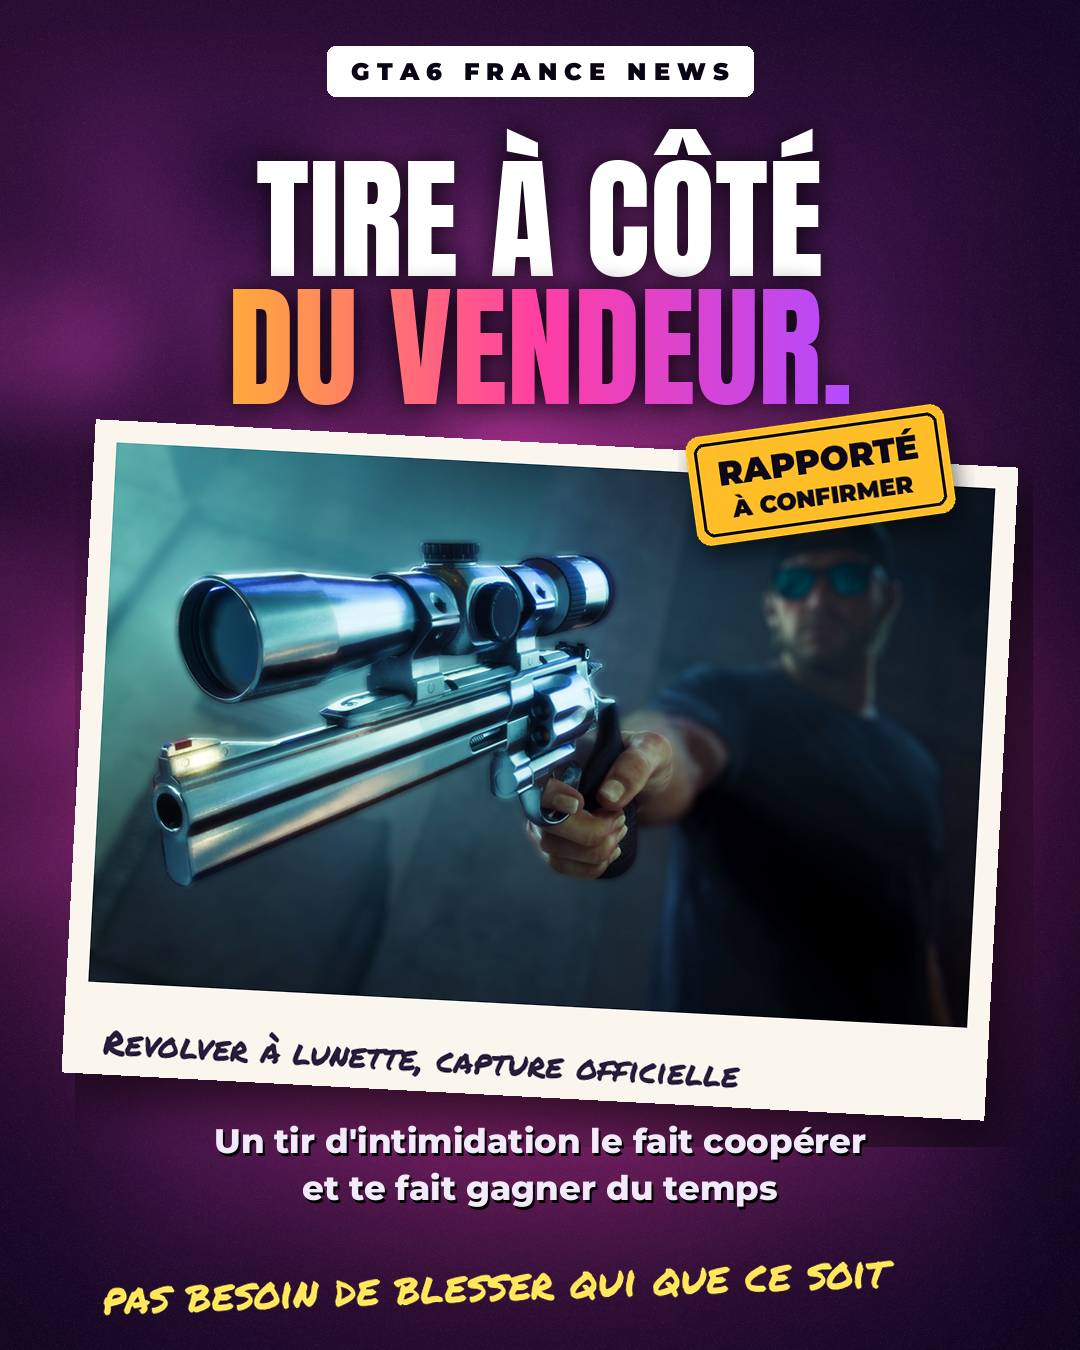 GTA6 FRANCE NEWS
TIRE À CÔTÉ
DU VENDEUR.
RAPPORTÉ
À CONFIRMER
REVOLVER À LUNETTE, CAPTURE OFFICIELLE
Un tir d'intimidation le fait coopérer
et te fait gagner du temps
PAS BESOIN DE BLESSER QUI QUE CE SOIT